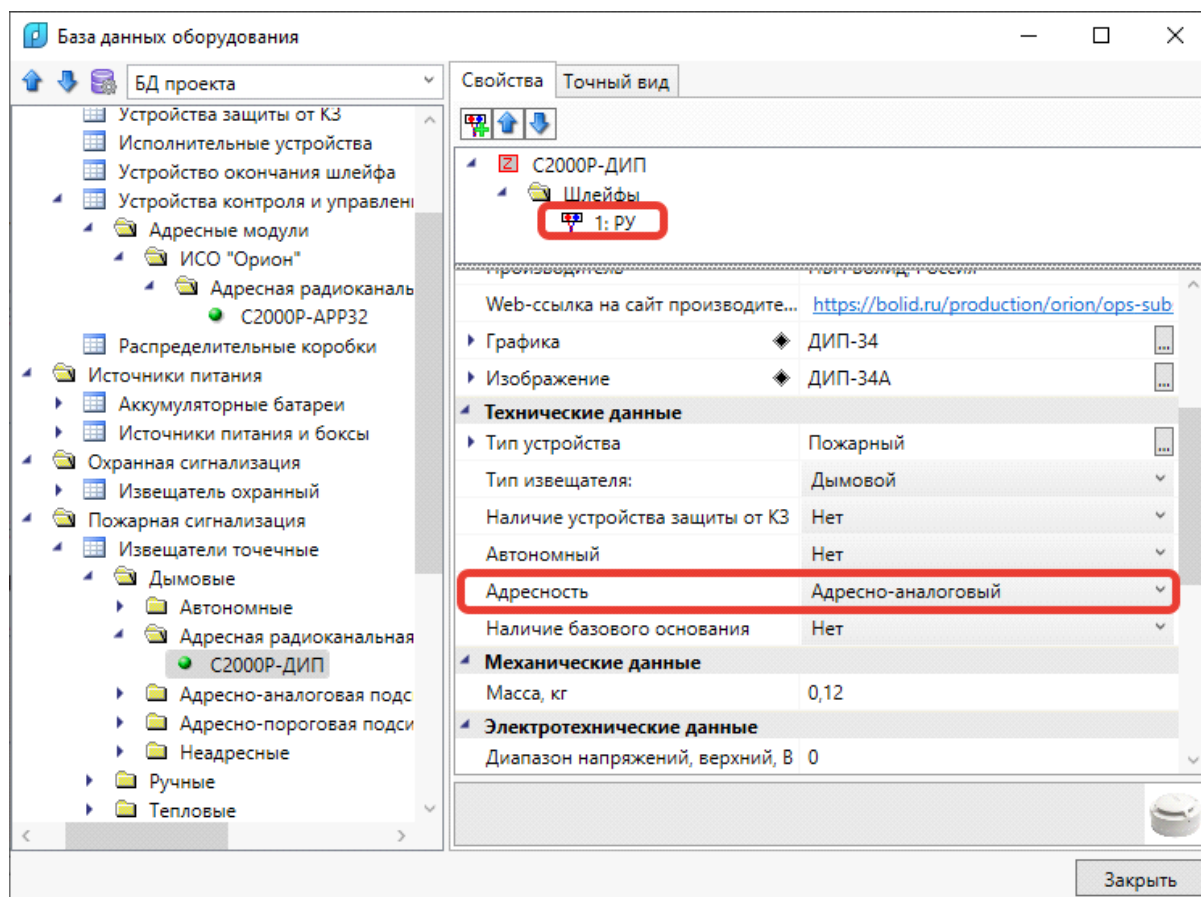 База данных оборудования
БД проекта
Устройства защиты от КЗ
Исполнительные устройства
Устройство окончания шлейфа
Устройства контроля и управлен
Адресные модули
ИСО "Орион"
Адресная радиоканаль
С2000Р-АРР32
Распределительные коробки
Источники питания
Аккумуляторные батареи
Источники питания и боксы
Охранная сигнализация
Извещатель охранный
Пожарная сигнализация
Извещатели точечные
Дымовые
Автономные
Адресная радиоканальная
С2000Р-ДИП
Адресно-аналоговая подс
Адресно-пороговая подси
Неадресные
Ручные
Тепловые
Свойства Точный вид
С2000Р-ДИП
Шлейфы
1: РУ
Производитель
Web-ссылка на сайт производите... https://bolid.ru/production/orion/ops-sub
Графика ДИП-34 ...
Изображение ДИП-34А ...
Технические данные
Тип устройства Пожарный ...
Тип извещателя: Дымовой
Наличие устройства защиты от КЗ Нет
Автономный Нет
Адресность Адресно-аналоговый
Наличие базового основания Нет
Механические данные
Масса, кг 0,12
Электротехнические данные
Диапазон напряжений, верхний, В 0
Закрыть